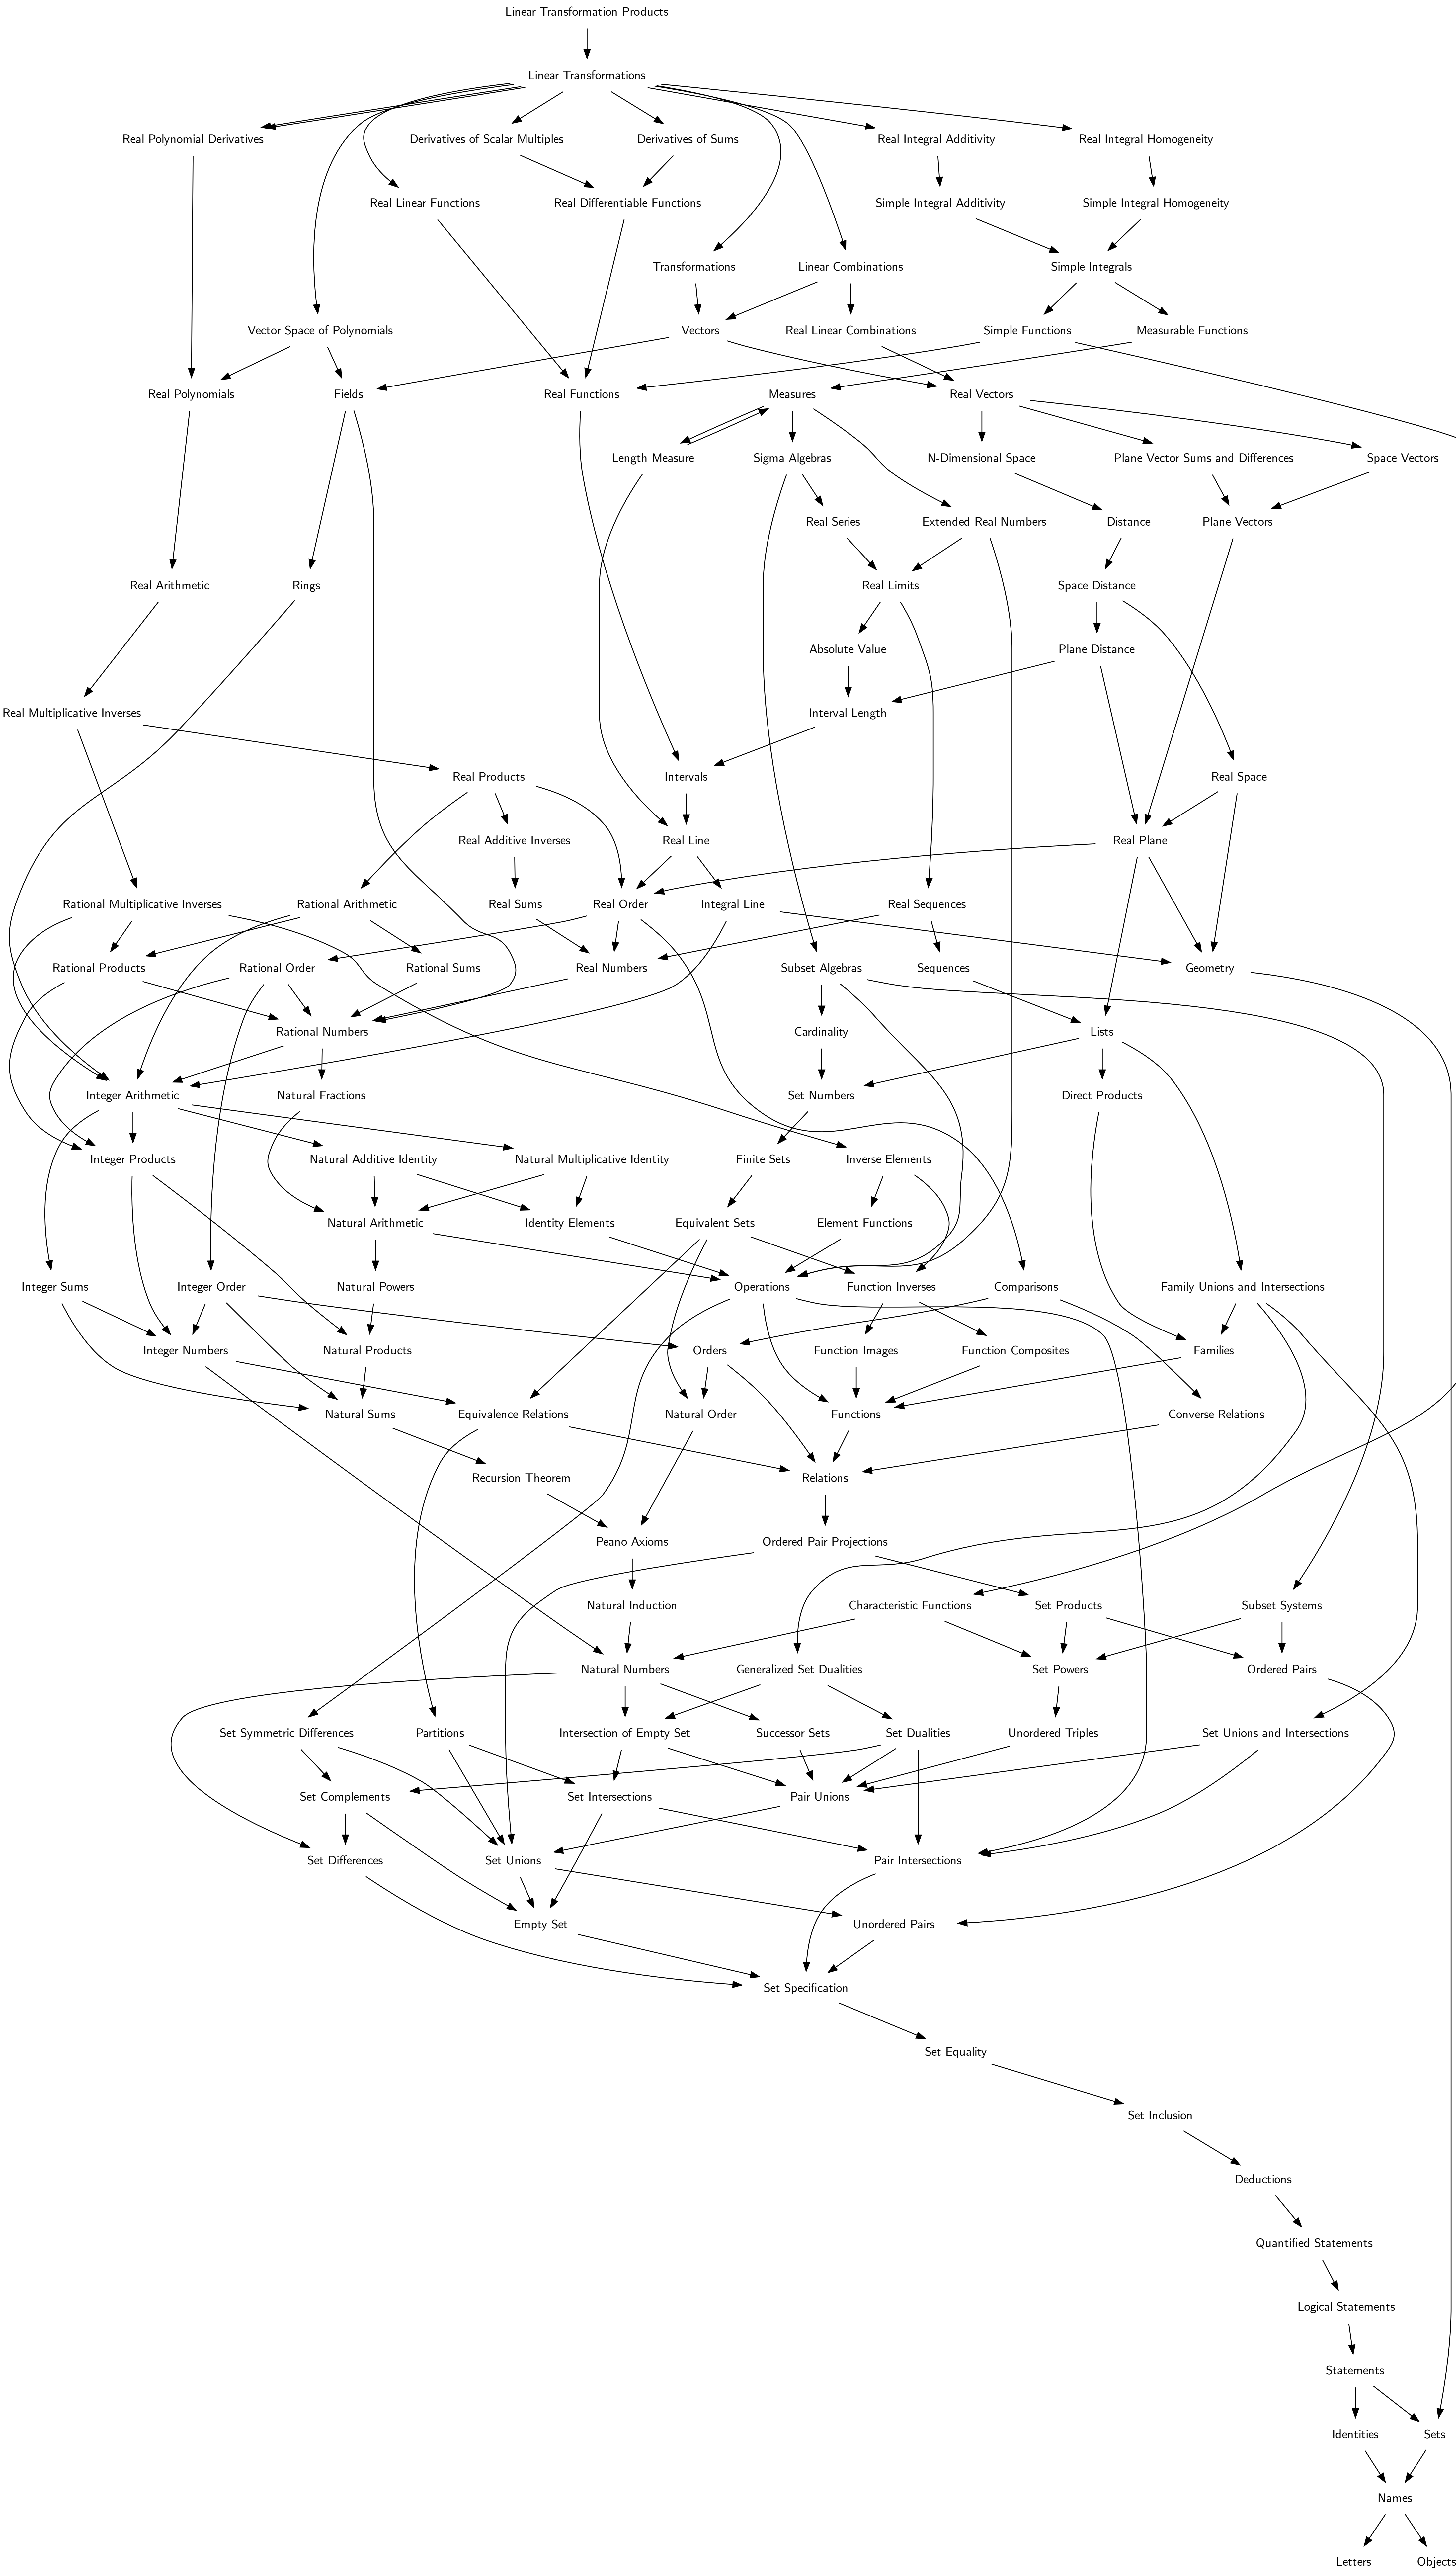 Linear Transformation Products
Linear Transformations
Real Polynomial Derivatives
Derivatives of Scalar Multiples
Derivatives of Sums
Real Integral Additivity
Real Integral Homogeneity
Real Linear Functions
Real Differentiable Functions
Simple Integral Additivity
Simple Integral Homogeneity
Transformations
Linear Combinations
Simple Integrals
Vector Space of Polynomials
Vectors
Real Linear Combinations
Simple Functions
Measurable Functions
Real Polynomials
Fields
Real Functions
Measures
Real Vectors
Length Measure
Sigma Algebras
N-Dimensional Space
Plane Vector Sums and Differences
Space Vectors
Real Series
Extended Real Numbers
Distance
Plane Vectors
Real Arithmetic
Rings
Real Limits
Space Distance
Absolute Value
Plane Distance
Real Multiplicative Inverses
Interval Length
Real Products
Intervals
Real Space
Real Additive Inverses
Real Line
Real Plane
Rational Multiplicative Inverses
Rational Arithmetic
Real Sums
Real Order
Integral Line
Real Sequences
Rational Products
Rational Order
Rational Sums
Real Numbers
Subset Algebras
Sequences
Geometry
Rational Numbers
Cardinality
Lists
Integer Arithmetic
Natural Fractions
Set Numbers
Direct Products
Integer Products
Natural Additive Identity
Natural Multiplicative Identity
Finite Sets
Inverse Elements
Natural Arithmetic
Identity Elements
Equivalent Sets
Element Functions
Integer Sums
Integer Order
Natural Powers
Operations
Function Inverses
Comparisons
Family Unions and Intersections
Integer Numbers
Natural Products
Orders
Function Images
Function Composites
Families
Natural Sums
Equivalence Relations
Natural Order
Functions
Converse Relations
Recursion Theorem
Relations
Peano Axioms
Ordered Pair Projections
Natural Induction
Characteristic Functions
Set Products
Subset Systems
Natural Numbers
Generalized Set Dualities
Set Powers
Ordered Pairs
Set Symmetric Differences
Partitions
Intersection of Empty Set
Successor Sets
Set Dualities
Unordered Triples
Set Unions and Intersections
Set Complements
Set Intersections
Pair Unions
Set Differences
Set Unions
Pair Intersections
Empty Set
Unordered Pairs
Set Specification
Set Equality
Set Inclusion
Deductions
Quantified Statements
Logical Statements
Statements
Identities
Sets
Names
Letters
Objects